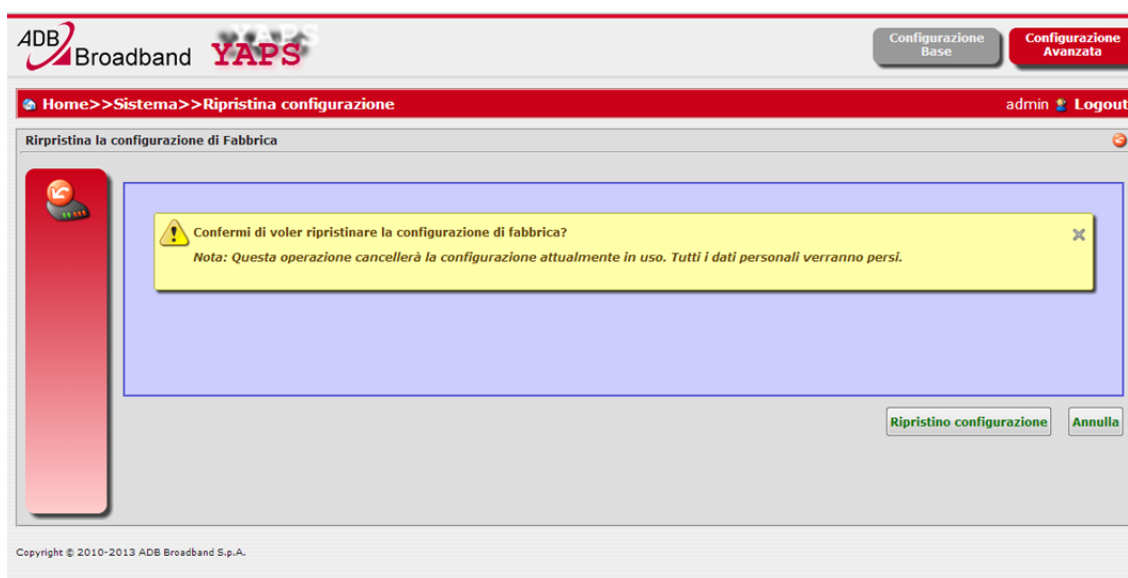 ADB
Broadband
YAPS
Configurazione
Base
Configurazione
Avanzata
Home>>Sistema>>Ripristina configurazione
admin Logout
Rirpristina la configurazione di Fabbrica
Confermi di voler ripristinare la configurazione di fabbrica?
Nota: Questa operazione cancellerà la configurazione attualmente in uso. Tutti i dati personali verranno persi.
Ripristino configurazione
Annulla
Copyright © 2010-2013 ADB Broadband S.p.A.